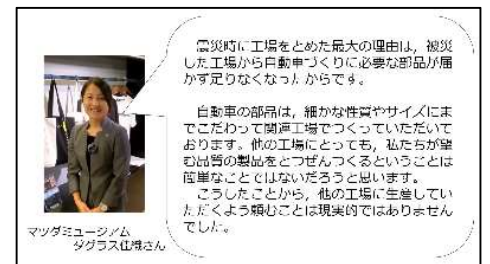 震災時に工場をとめた最大の理由は，被災
した工場から自動車づくりに必要な部品が届
かず足りなくなったからです。
自動車の部品は，細かな性質やサイズにま
でこだわって関連工場でつくっていただいて
おります。他の工場にとっても，私たちが望
む品質の製品をとつぜんつくるということは
簡単なことではないだろうと思います。
こうしたことから，他の工場に生産してい
ただくよう頼むことは現実的ではありません
でした。
マツダミュージアム
ダグラス佳織さん